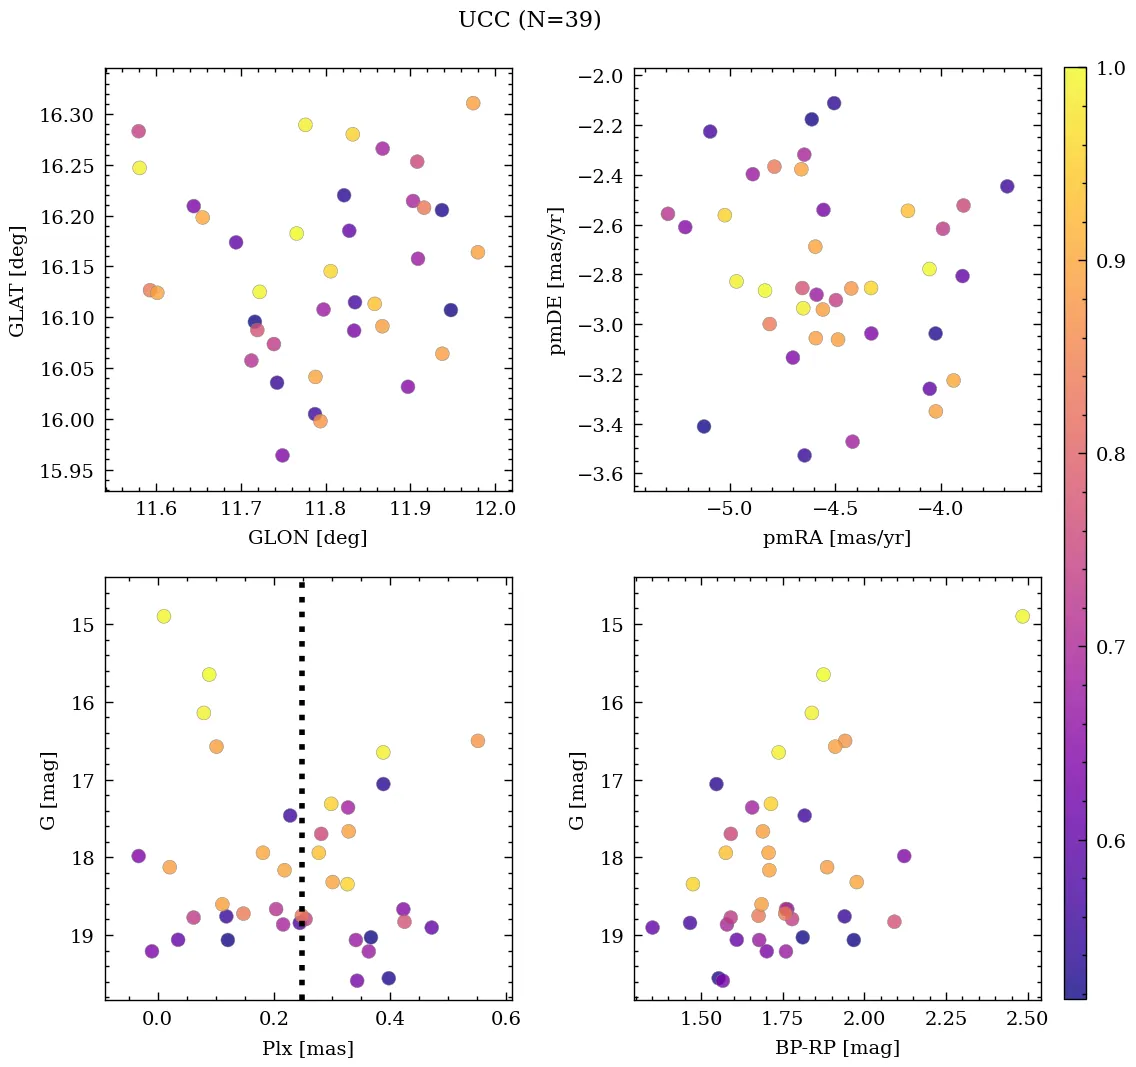 UCC (N=39)
16.30
16.25
16.20
16.15
16.10
16.05
16.00
15.95
GLAT [deg]
11.6 11.7 11.8 11.9 12.0
GLON [deg]
−2.0
−2.2
−2.4
−2.6
−2.8
−3.0
−3.2
−3.4
−3.6
pmDE [mas/yr]
−5.0 −4.5 −4.0
pmRA [mas/yr]
1.0
0.9
0.8
0.7
0.6
15
16
17
18
19
G [mag]
0.0 0.2 0.4 0.6
Plx [mas]
15
16
17
18
19
G [mag]
1.50 1.75 2.00 2.25 2.50
BP-RP [mag]